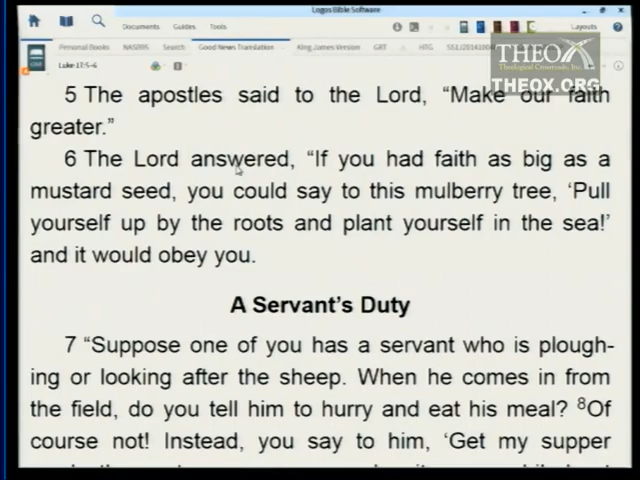 Logos Bible Software
Documents Guides Tools Layouts
Personal Books NASB95 Search Good News Translation King James Version GRT HTG
Luke 17:5-6
THEOX
THEOX.ORG
5 The apostles said to the Lord, “Make our faith
greater.”
6 The Lord answered, “If you had faith as big as a
mustard seed, you could say to this mulberry tree, ‘Pull
yourself up by the roots and plant yourself in the sea!’
and it would obey you.
A Servant’s Duty
7 “Suppose one of you has a servant who is plough-
ing or looking after the sheep. When he comes in from
the field, do you tell him to hurry and eat his meal? 8Of
course not! Instead, you say to him, ‘Get my supper